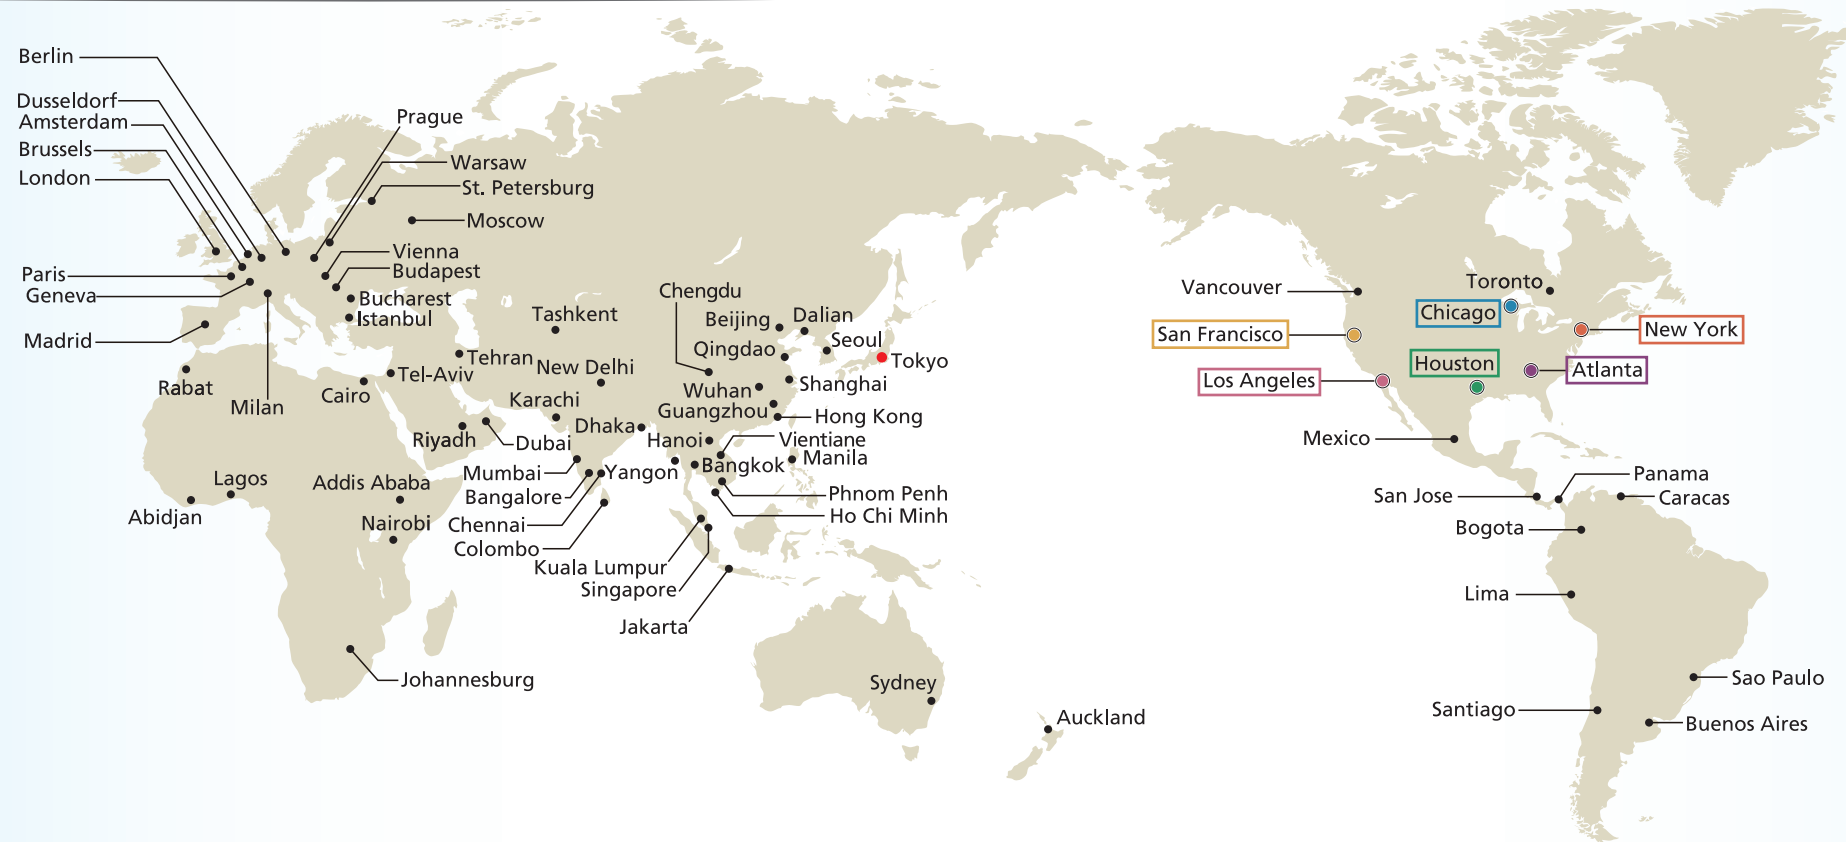 Berlin
Dusseldorf
Amsterdam
Brussels
London
Paris
Geneva
Madrid
Prague
Warsaw
St. Petersburg
Moscow
Vienna
Budapest
Bucharest
Istanbul
Rabat
Milan
Cairo
Tel-Aviv
Tehran
Riyadh
Dubai
Abidjan
Lagos
Addis Ababa
Nairobi
Johannesburg
Tashkent
New Delhi
Karachi
Dhaka
Mumbai
Bangalore
Chennai
Colombo
Yangon
Chengdu
Beijing
Dalian
Qingdao
Seoul
Tokyo
Wuhan
Shanghai
Guangzhou
Hong Kong
Hanoi
Vientiane
Manila
Bangkok
Phnom Penh
Ho Chi Minh
Kuala Lumpur
Singapore
Jakarta
Sydney
Auckland
Vancouver
Toronto
Chicago
San Francisco
New York
Houston
Los Angeles
Atlanta
Mexico
Panama
San Jose
Caracas
Bogota
Lima
Sao Paulo
Santiago
Buenos Aires